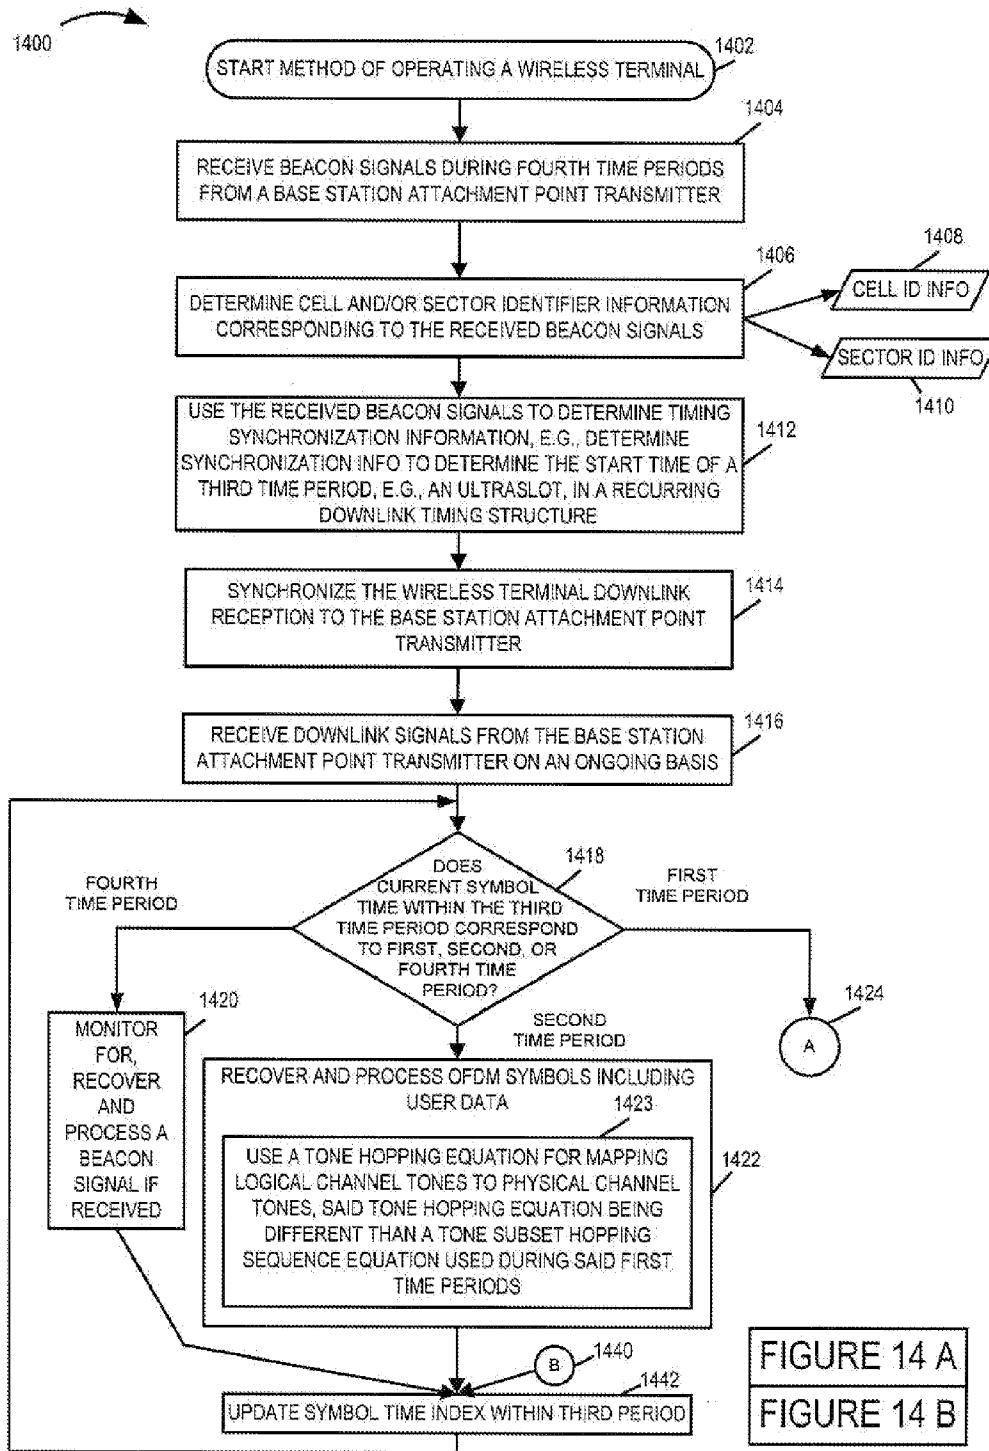 1400
1402
START METHOD OF OPERATING A WIRELESS TERMINAL
1404
RECEIVE BEACON SIGNALS DURING FOURTH TIME PERIODS
FROM A BASE STATION ATTACHMENT POINT TRANSMITTER
1406
DETERMINE CELL AND/OR SECTOR IDENTIFIER INFORMATION
CORRESPONDING TO THE RECEIVED BEACON SIGNALS
1408
CELL ID INFO
SECTOR ID INFO
1410
USE THE RECEIVED BEACON SIGNALS TO DETERMINE TIMING
SYNCHRONIZATION INFORMATION, E.G., DETERMINE
SYNCHRONIZATION INFO TO DETERMINE THE START TIME OF A
THIRD TIME PERIOD, E.G., AN ULTRASLOT, IN A RECURRING
DOWNLINK TIMING STRUCTURE
1412
SYNCHRONIZE THE WIRELESS TERMINAL DOWNLINK
RECEPTION TO THE BASE STATION ATTACHMENT POINT
TRANSMITTER
1414
RECEIVE DOWNLINK SIGNALS FROM THE BASE STATION
ATTACHMENT POINT TRANSMITTER ON AN ONGOING BASIS
1416
DOES
CURRENT SYMBOL
TIME WITHIN THE THIRD
TIME PERIOD CORRESPOND
TO FIRST, SECOND, OR
FOURTH TIME
PERIOD?
1418
FOURTH
TIME PERIOD
FIRST
TIME PERIOD
SECOND
TIME PERIOD
1420
MONITOR
FOR,
RECOVER
AND
PROCESS A
BEACON
SIGNAL IF
RECEIVED
1424
A
RECOVER AND PROCESS OFDM SYMBOLS INCLUDING
USER DATA
1423
1422
USE A TONE HOPPING EQUATION FOR MAPPING
LOGICAL CHANNEL TONES TO PHYSICAL CHANNEL
TONES, SAID TONE HOPPING EQUATION BEING
DIFFERENT THAN A TONE SUBSET HOPPING
SEQUENCE EQUATION USED DURING SAID FIRST
TIME PERIODS
B
1440
1442
UPDATE SYMBOL TIME INDEX WITHIN THIRD PERIOD
FIGURE 14 A
FIGURE 14 B